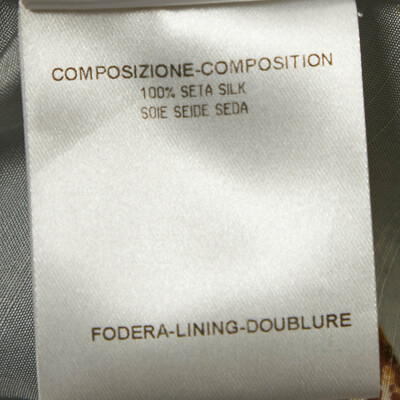 COMPOSIZIONE-COMPOSITION
100% SETA SILK
SOIE SEIDE SEDA
FODERA-LINING-DOUBLURE